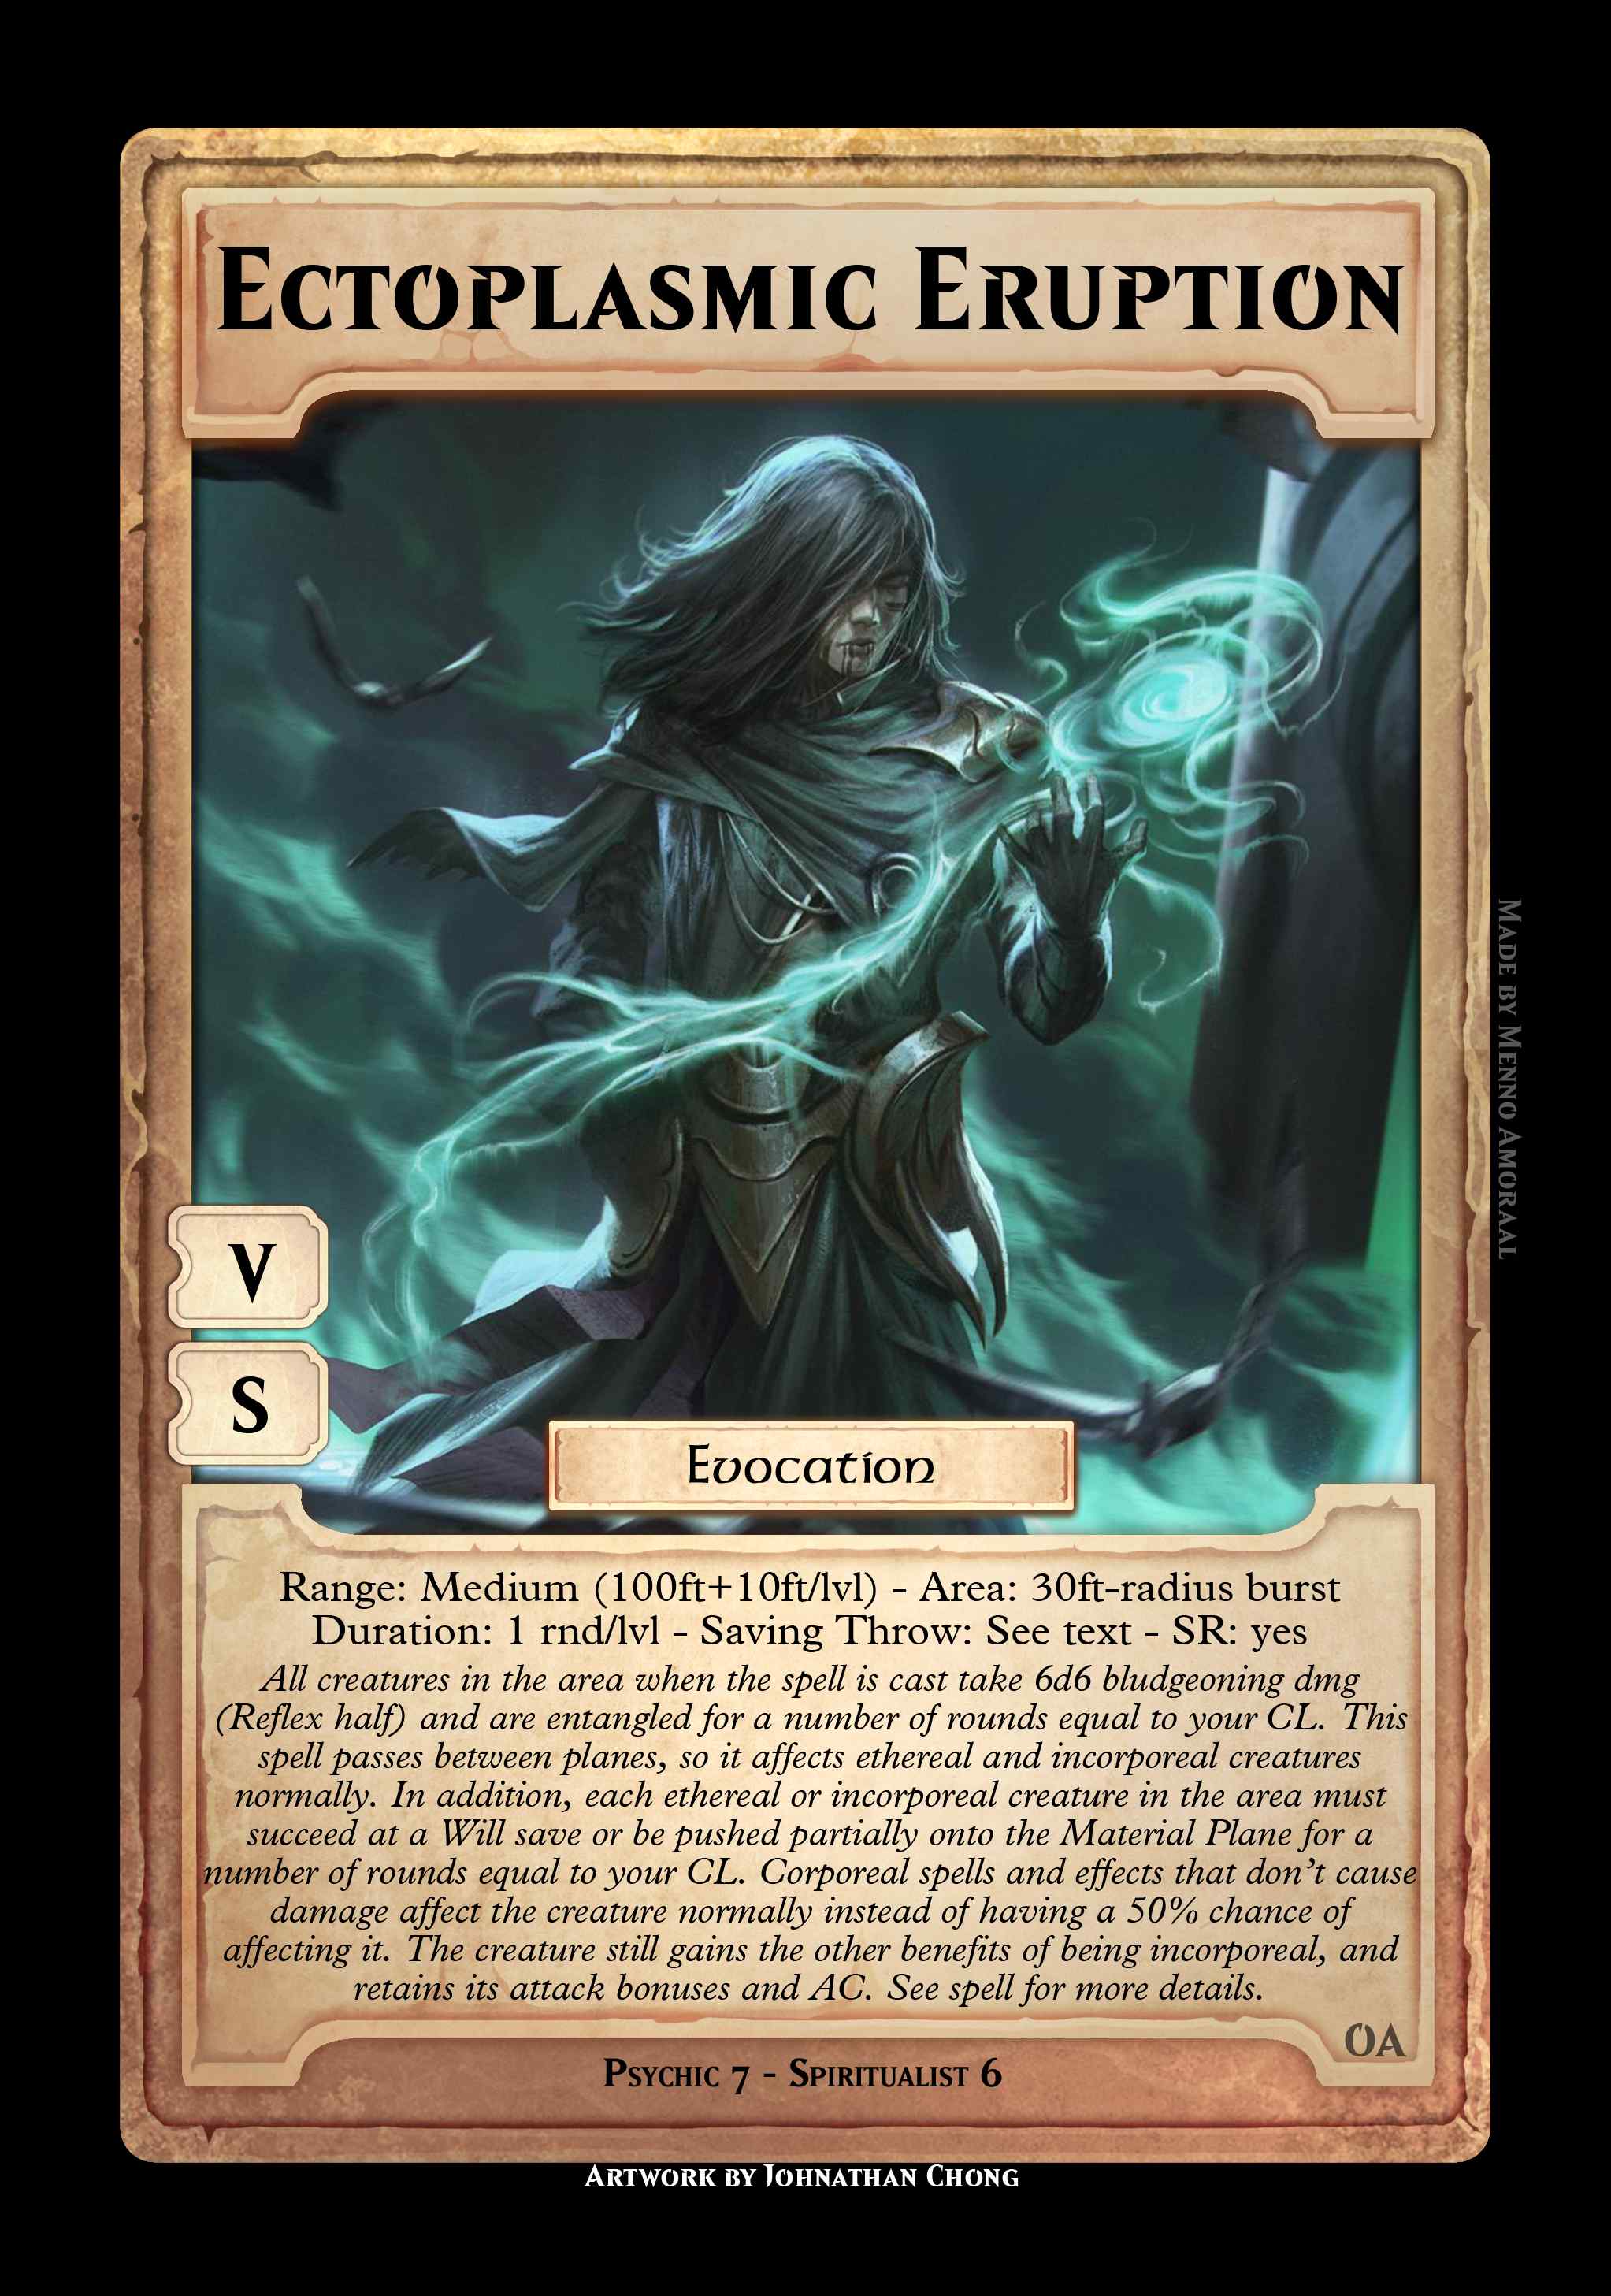 Ectoplasmic Eruption
V
S
Evocation
Range: Medium (100ft+10ft/lvl) - Area: 30ft-radius burst
Duration: 1 rnd/lvl - Saving Throw: See text - SR: yes
All creatures in the area when the spell is cast take 6d6 bludgeoning dmg
(Reflex half) and are entangled for a number of rounds equal to your CL. This
spell passes between planes, so it affects ethereal and incorporeal creatures
normally. In addition, each ethereal or incorporeal creature in the area must
succeed at a Will save or be pushed partially onto the Material Plane for a
number of rounds equal to your CL. Corporeal spells and effects that don't cause
damage affect the creature normally instead of having a 50% chance of
affecting it. The creature still gains the other benefits of being incorporeal, and
retains its attack bonuses and AC. See spell for more details.
OA
Psychic 7 - Spiritualist 6
Artwork by Johnathan Chong
Made by Menno Amoraal